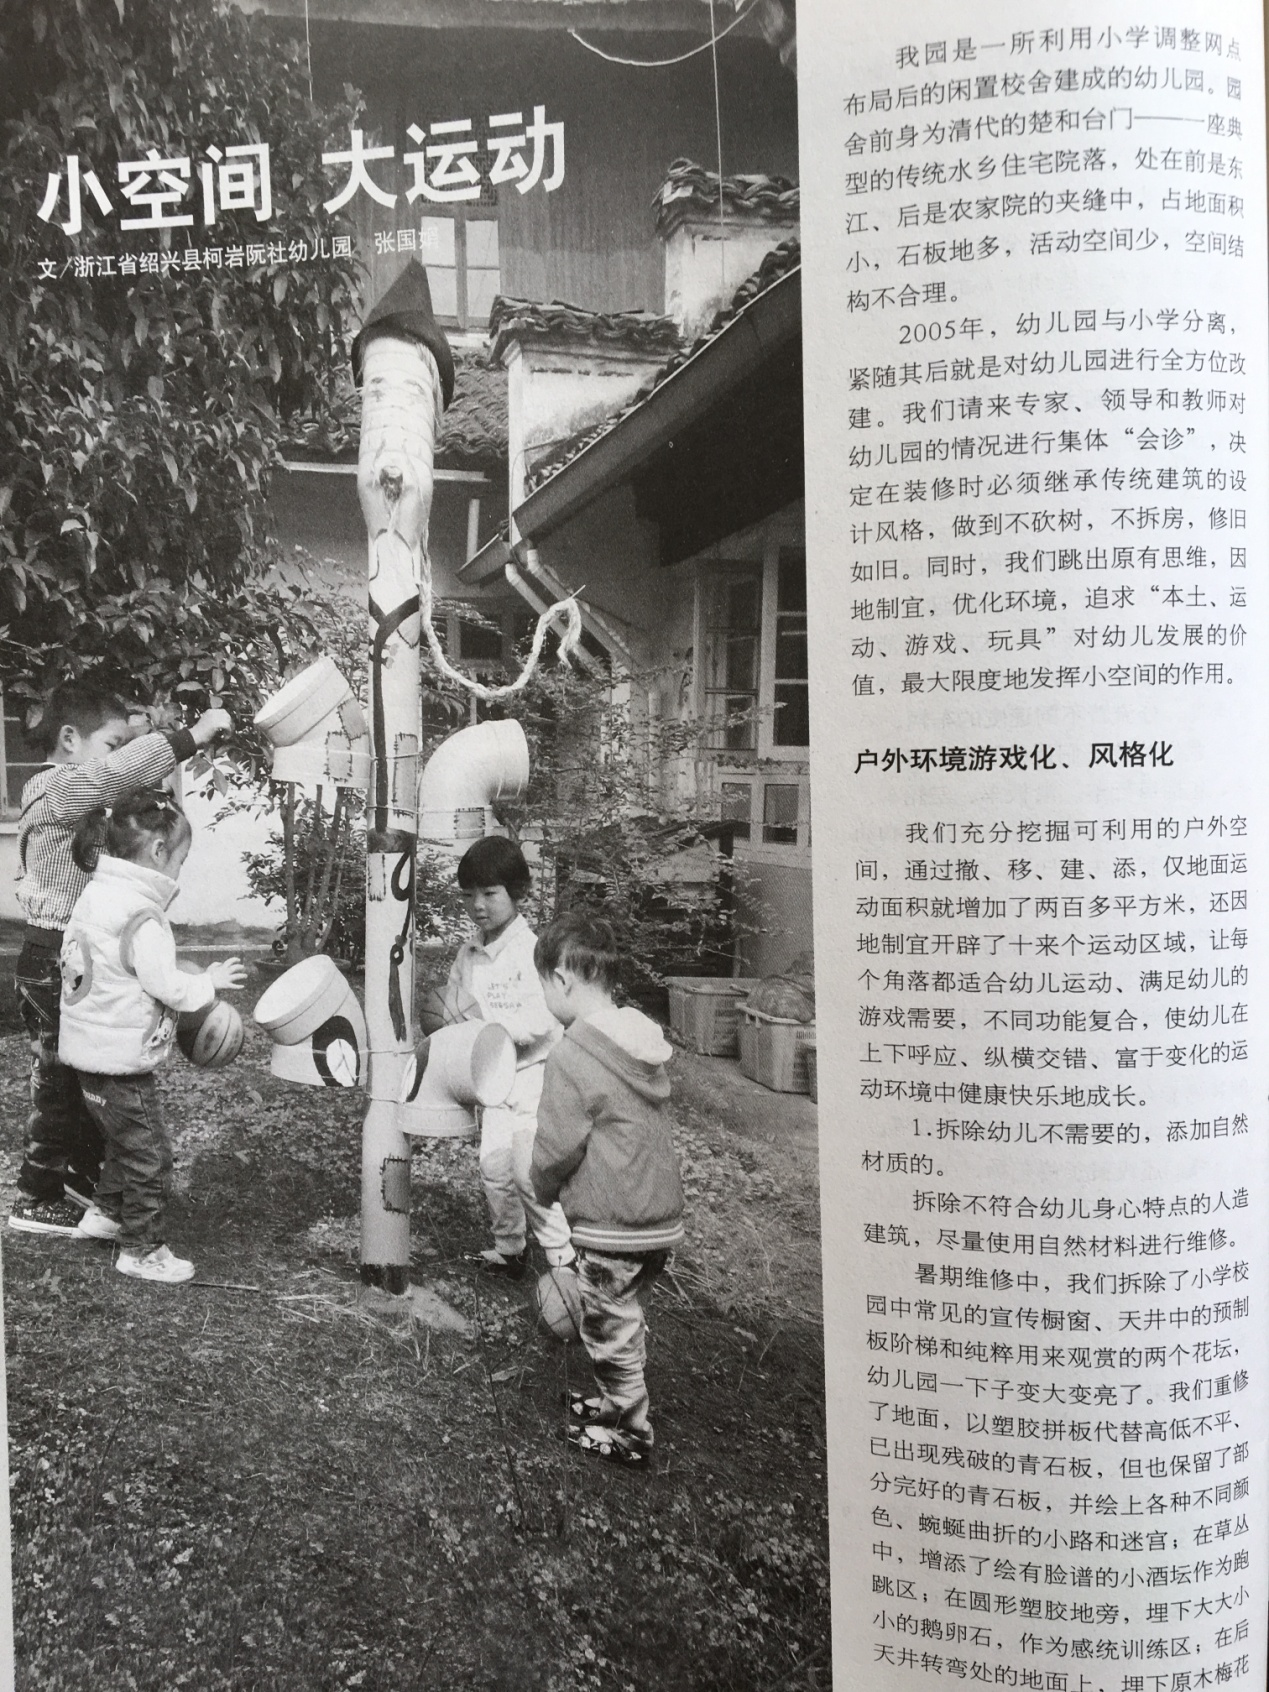 小空间 大运动
文/浙江省绍兴县柯岩阮社幼儿园 张国娟
我园是一所利用小学调整网点
布局后的闲置校舍建成的幼儿园。园
舍前身为清代的楚和台门———座典
型的传统水乡住宅院落，处在前是东
江、后是农家院的夹缝中，占地面积
小，石板地多，活动空间少，空间结
构不合理。
2005年，幼儿园与小学分离，
紧随其后就是对幼儿园进行全方位改
建。我们请来专家、领导和教师对
幼儿园的情况进行集体“会诊”，决
定在装修时必须继承传统建筑的设
计风格，做到不砍树，不拆房，修旧
如旧。同时，我们跳出原有思维，因
地制宜，优化环境，追求“本土、运
动、游戏、玩具”对幼儿发展的价
值，最大限度地发挥小空间的作用。
户外环境游戏化、风格化
我们充分挖掘可利用的户外空
间，通过撤、移、建、添，仅地面运
动面积就增加了两百多平方米，还因
地制宜开辟了十来个运动区域，让每
个角落都适合幼儿运动、满足幼儿的
游戏需要，不同功能复合，使幼儿在
上下呼应、纵横交错、富于变化的运
动环境中健康快乐地成长。
1.拆除幼儿不需要的，添加自然
材质的。
拆除不符合幼儿身心特点的人造
建筑，尽量使用自然材料进行维修。
暑期维修中，我们拆除了小学校
园中常见的宣传橱窗、天井中的预制
板阶梯和纯粹用来观赏的两个花坛，
幼儿园一下子变大变亮了。我们重修
了地面，以塑胶拼板代替高低不平、
已出现残破的青石板，但也保留了部
分完好的青石板，并绘上各种不同颜
色、蜿蜒曲折的小路和迷宫；在草丛
中，增添了绘有脸谱的小酒坛作为跑
跳区；在圆形塑胶地旁，埋下大大小
小的鹅卵石，作为感统训练区；在后
天井转弯处的地面上，埋下原木梅花
LET'S
PLAY